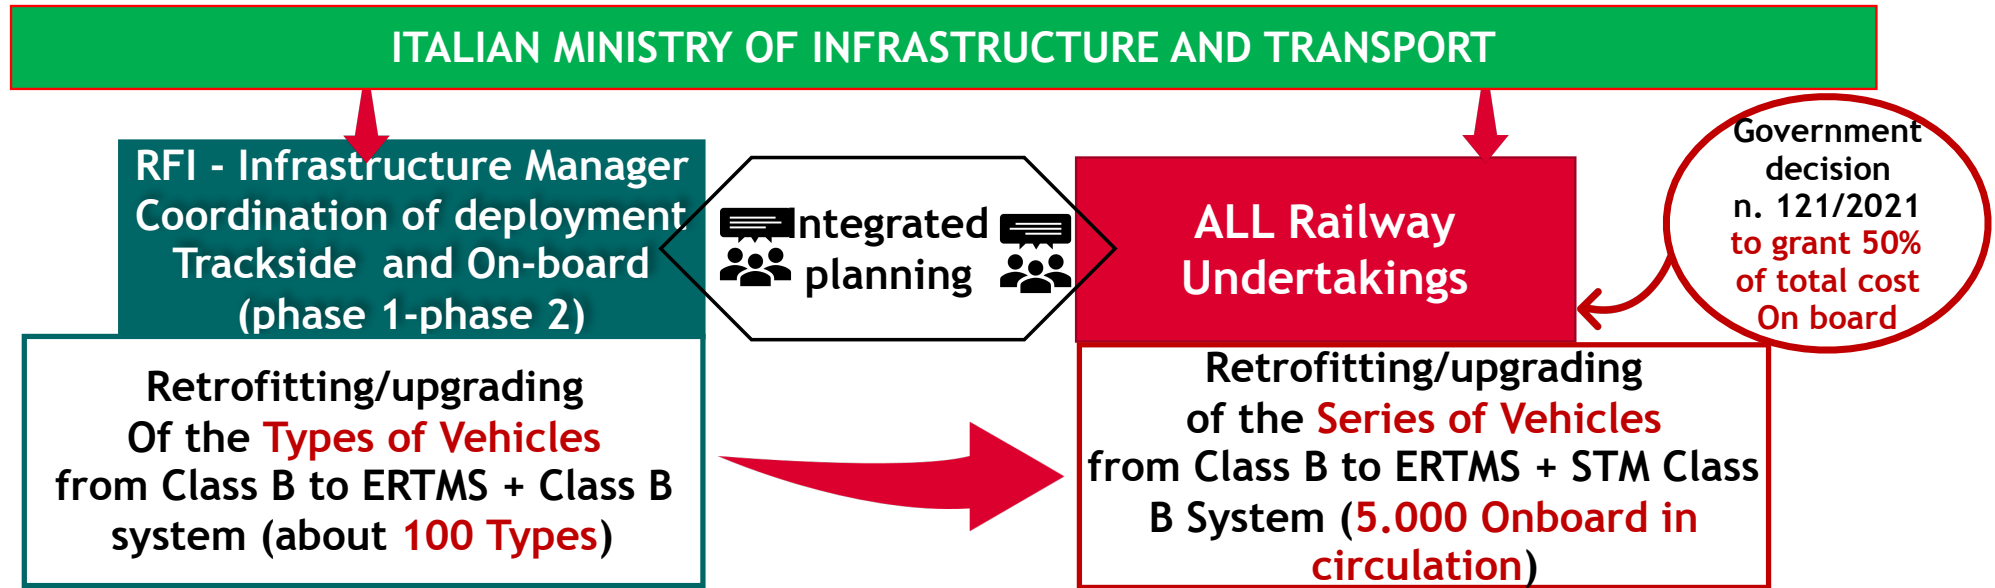 ITALIAN MINISTRY OF INFRASTRUCTURE AND TRANSPORT
RFI - Infrastructure Manager
Coordination of deployment
Trackside and On-board
(phase 1-phase 2)
Integrated
planning
ALL Railway
Undertakings
Government
decision
n. 121/2021
to grant 50%
of total cost
On board
Retrofitting/upgrading
Of the Types of Vehicles
from Class B to ERTMS + Class B
system (about 100 Types)
Retrofitting/upgrading
of the Series of Vehicles
from Class B to ERTMS + STM Class
B System (5.000 Onboard in
circulation)